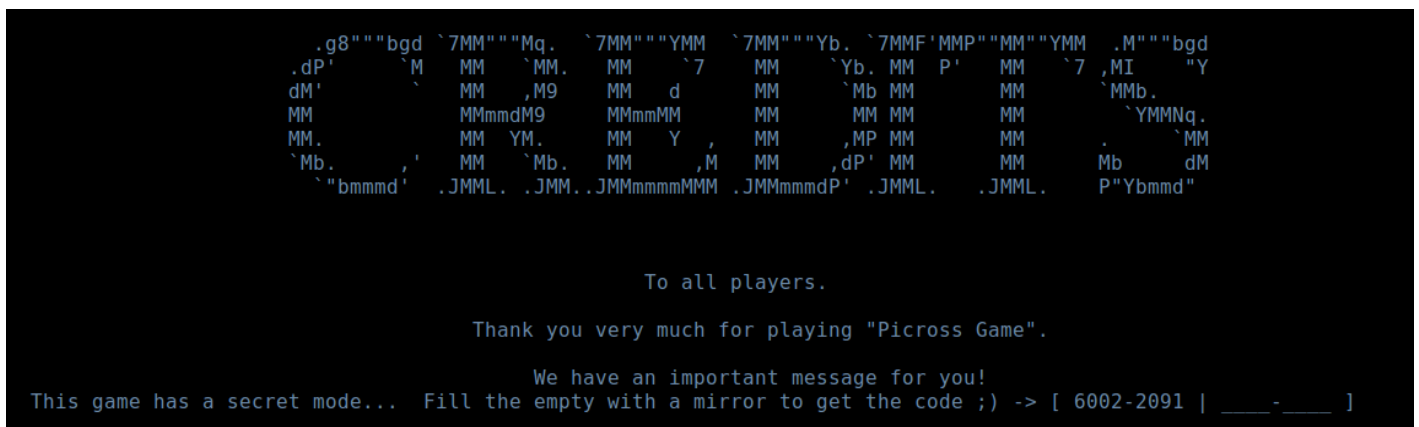 CREDITS
To all players.
Thank you very much for playing "Picross Game".
We have an important message for you!
This game has a secret mode...  Fill the empty with a mirror to get the code ;) -> [ 6002-2091 | ____-____ ]